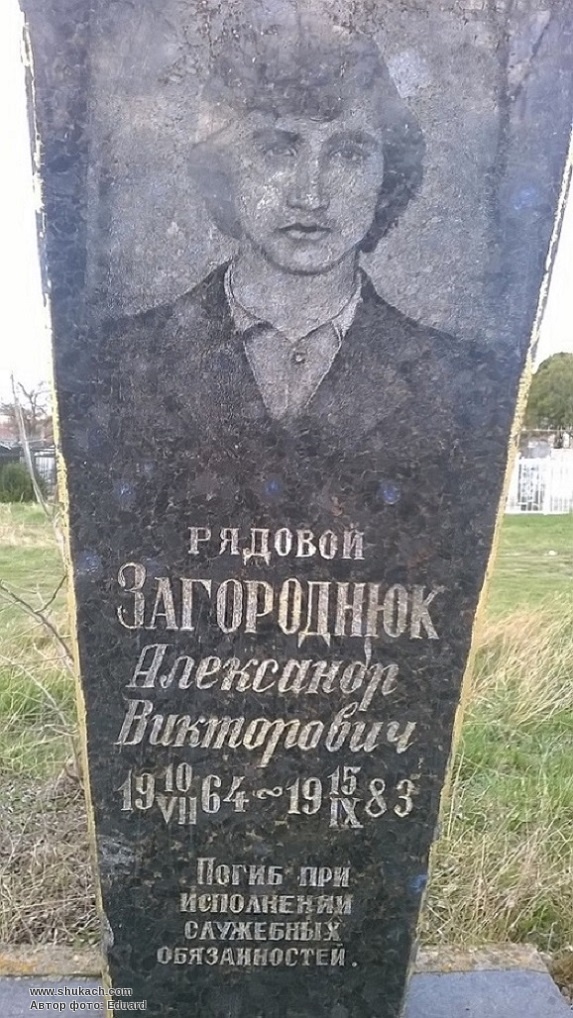 РЯДОВОЙ
ЗАГОРОДНЮК
Александр
Викторович
19 10/VII 64 ~ 19 15/IX 83
Погиб при
исполнении
служебных
обязанностей.
www.shukach.com
Автор фото: Eduard